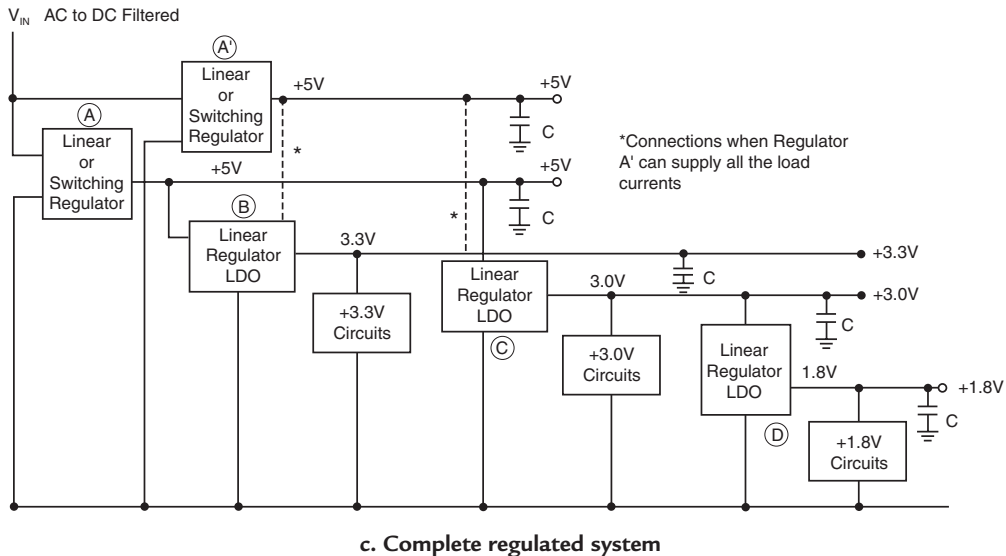 V_IN AC to DC Filtered
A'
Linear
or
Switching
Regulator
+5V
+5V
C
A
Linear
or
Switching
Regulator
*
*Connections when Regulator
A' can supply all the load
currents
+5V
+5V
C
B
Linear
Regulator
LDO
*
3.3V
+3.3V
C
+3.3V
Circuits
Linear
Regulator
LDO
C
3.0V
+3.0V
C
+3.0V
Circuits
Linear
Regulator
LDO
D
1.8V
+1.8V
C
+1.8V
Circuits
c. Complete regulated system